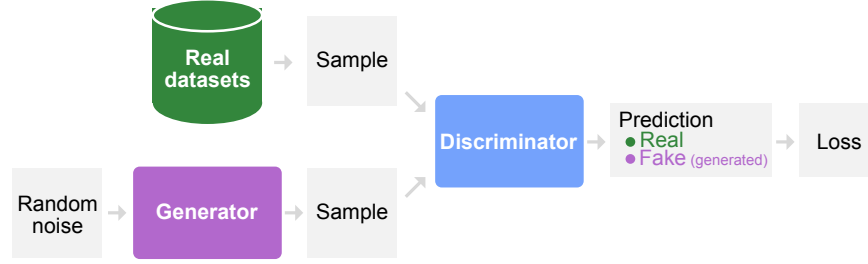 Real
datasets
Sample
Random
noise
Generator
Sample
Discriminator
Prediction
Real
Fake (generated)
Loss